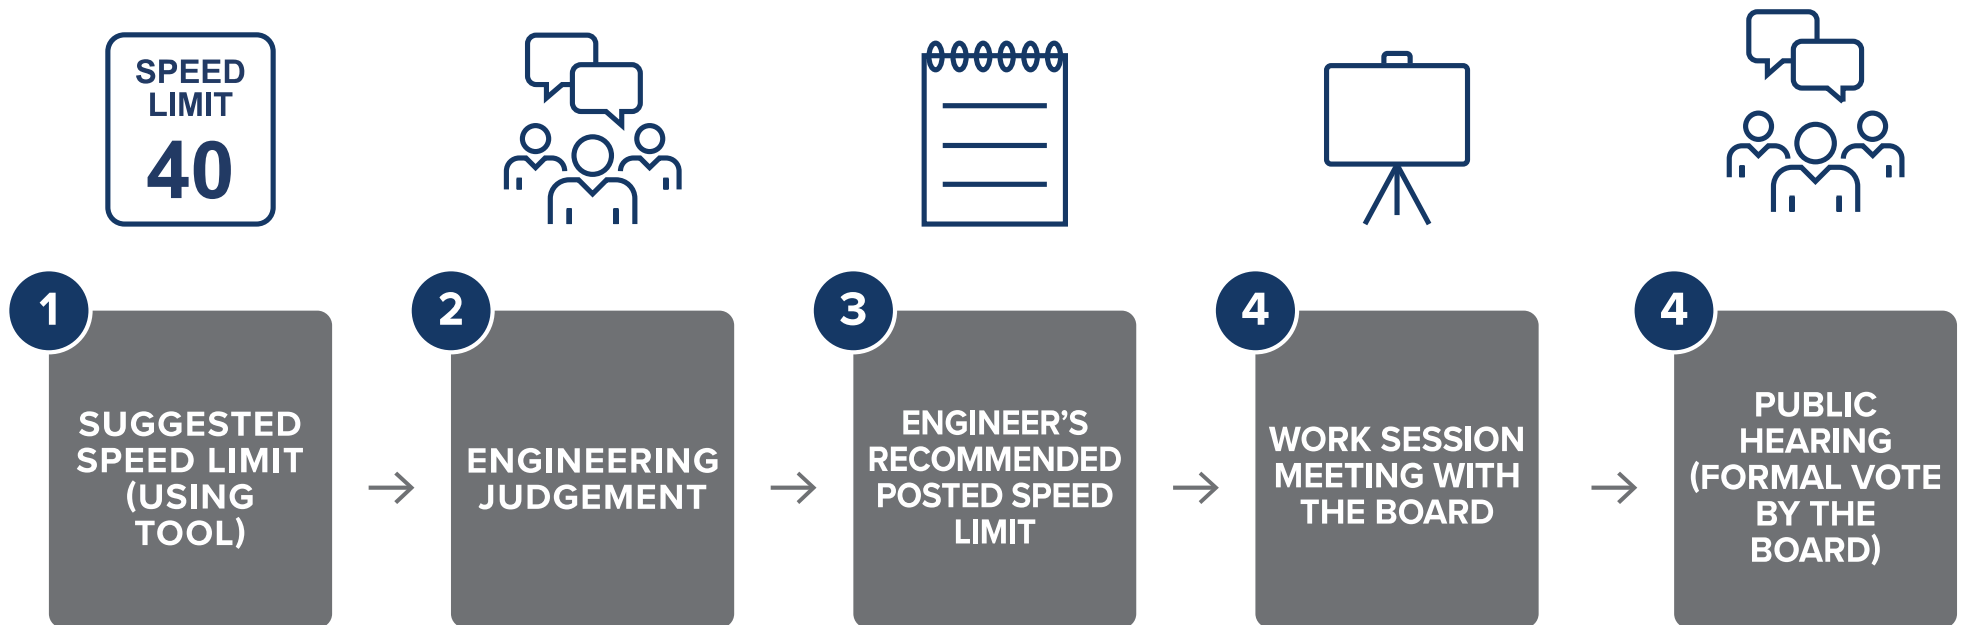 SPEED
LIMIT
40
1
SUGGESTED
SPEED LIMIT
(USING
TOOL)
2
ENGINEERING
JUDGEMENT
3
ENGINEER’S
RECOMMENDED
POSTED SPEED
LIMIT
4
WORK SESSION
MEETING WITH
THE BOARD
4
PUBLIC
HEARING
(FORMAL VOTE
BY THE
BOARD)